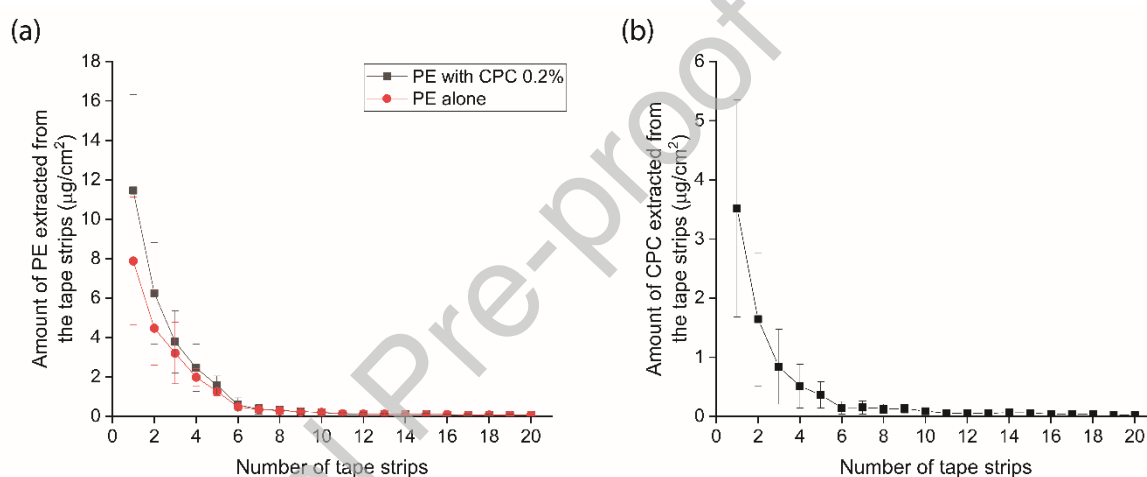 (a)
18
16
14
12
10
8
6
4
2
0
Amount of PE extracted from
the tape strips (µg/cm²)
PE with CPC 0.2%
PE alone
0 2 4 6 8 10 12 14 16 18 20
Number of tape strips
(b)
6
5
4
3
2
1
0
Amount of CPC extracted from
the tape strips (µg/cm²)
0 2 4 6 8 10 12 14 16 18 20
Number of tape strips
l Pre-proof